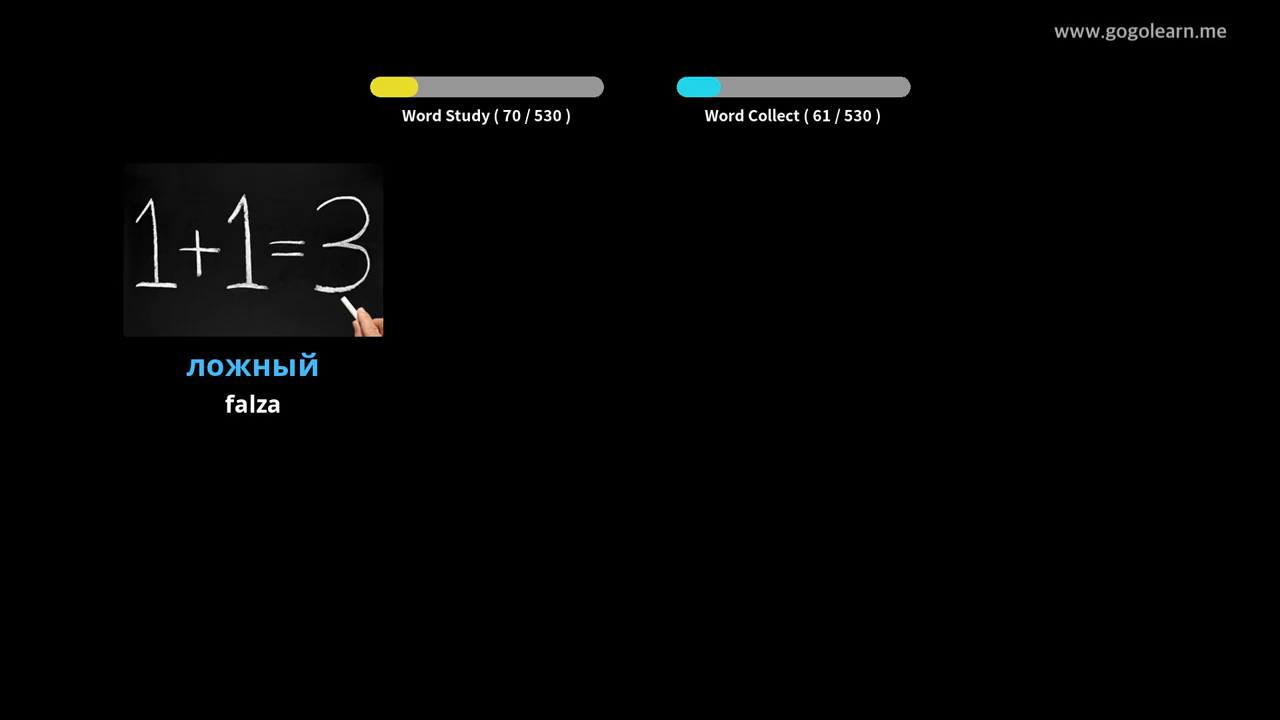 www.gogolearn.me
Word Study ( 70 / 530 )
Word Collect ( 61 / 530 )
1+1=3
ложный
falza